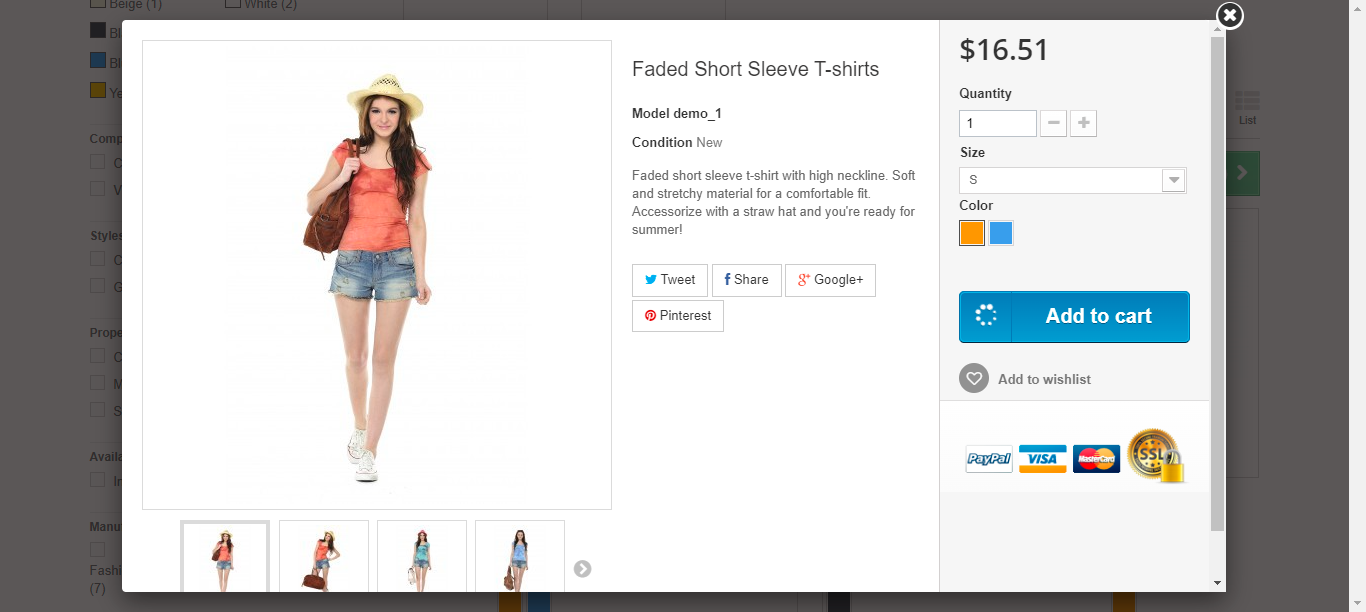 Beige (1)
White (2)
Bl
Bl
Ye
Comp
C
V
Styles
C
G
Prope
C
M
S
Availa
In
Manu
Fashi
(7)
List
Faded Short Sleeve T-shirts
Model demo_1
Condition New
Faded short sleeve t-shirt with high neckline. Soft
and stretchy material for a comfortable fit.
Accessorize with a straw hat and you're ready for
summer!
Tweet
Share
Google+
Pinterest
$16.51
Quantity
1
Size
S
Color
Add to cart
Add to wishlist
PayPal
VISA
MasterCard
SSL